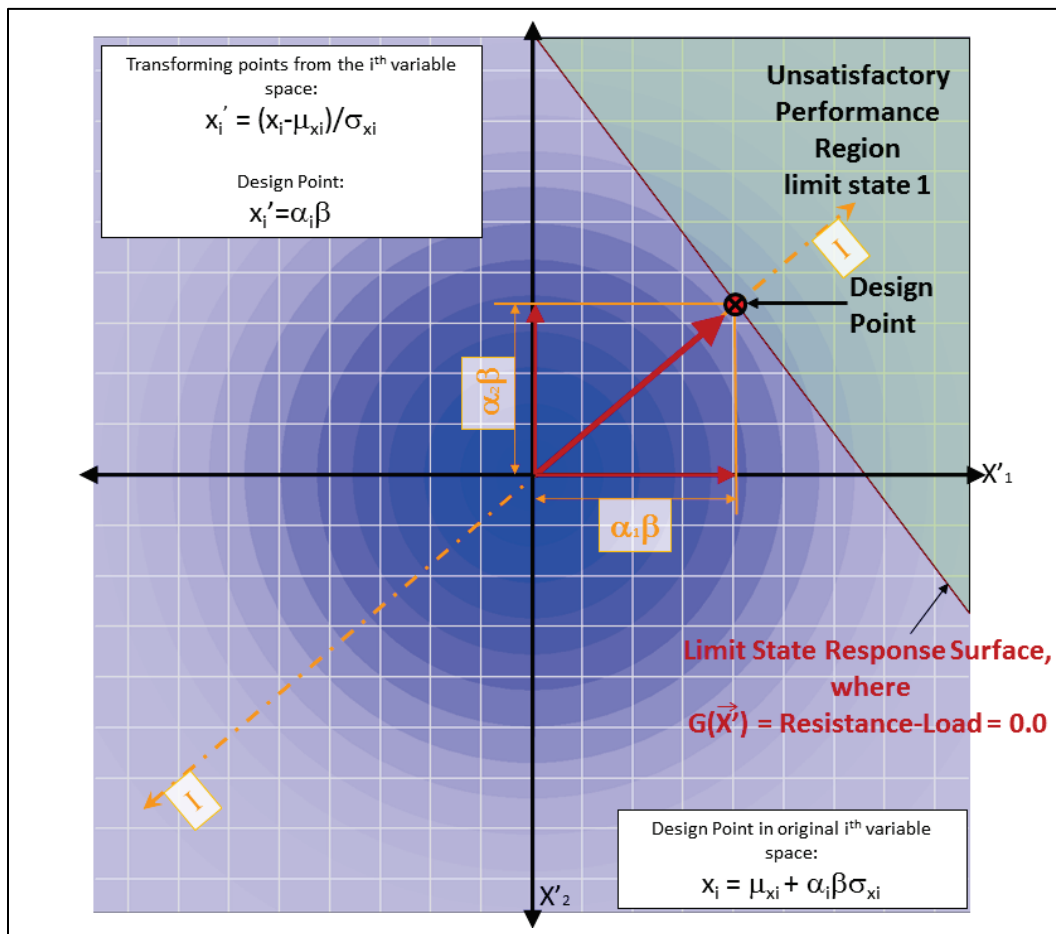 Transforming points from the iᵗʰ variable
space:
xᵢ' = (xᵢ-μₓᵢ)/σₓᵢ
Design Point:
xᵢ'=αᵢβ
Unsatisfactory
Performance
Region
limit state 1
I
Design
Point
α₂β
X'₁
α₁β
Limit State Response Surface,
where
G(X⃗') = Resistance-Load = 0.0
I
Design Point in original iᵗʰ variable
space:
xᵢ = μₓᵢ + αᵢβσₓᵢ
X'₂